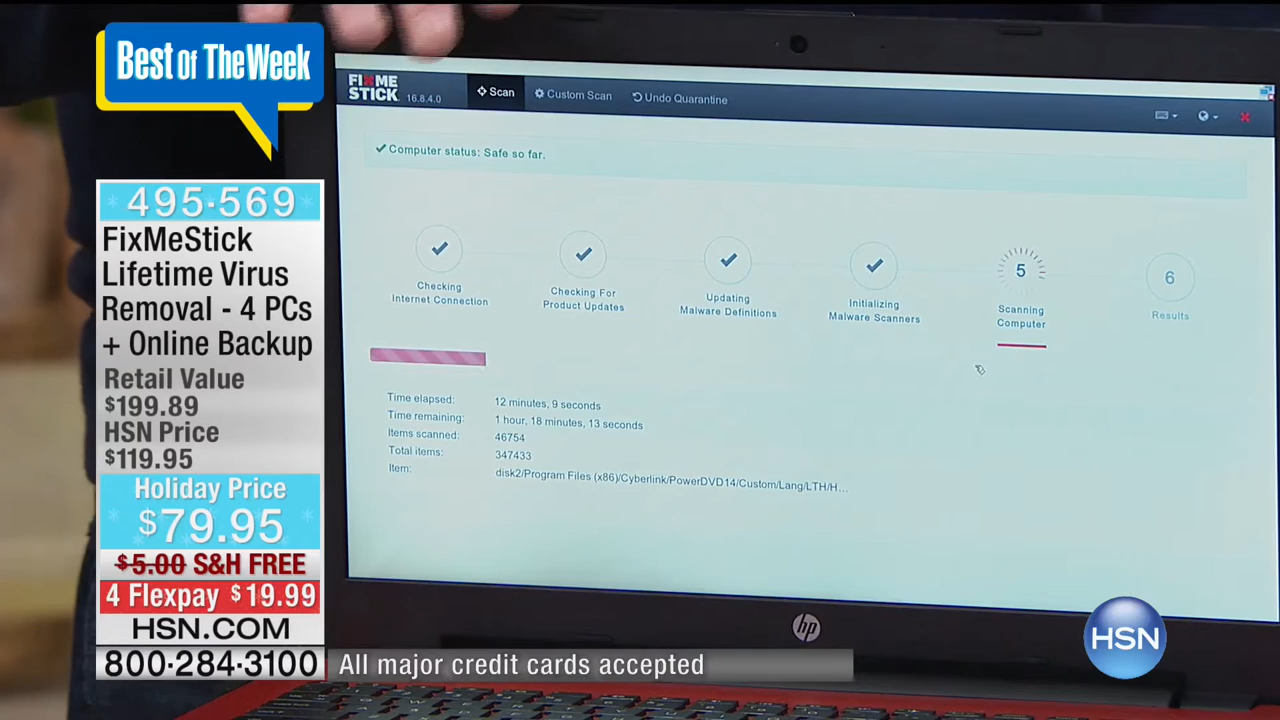 Best of The Week
495-569
FixMeStick
Lifetime Virus
Removal - 4 PCs
+ Online Backup
Retail Value
$199.89
HSN Price
$119.95
Holiday Price
$79.95
$5.00 S&H FREE
4 Flexpay $19.99
HSN.COM
800-284-3100
All major credit cards accepted
FIXME
STICK 16.8.4.0
Scan
Custom Scan
Undo Quarantine
Computer status: Safe so far.
Checking
Internet Connection
Checking For
Product Updates
Updating
Malware Definitions
Initializing
Malware Scanners
5
Scanning
Computer
6
Results
Time elapsed: 12 minutes, 9 seconds
Time remaining: 1 hour, 18 minutes, 13 seconds
Items scanned: 46754
Total items: 347433
Item: disk2/Program Files (x86)/Cyberlink/PowerDVD14/Custom/Lang/LTH/H...
hp
HSN